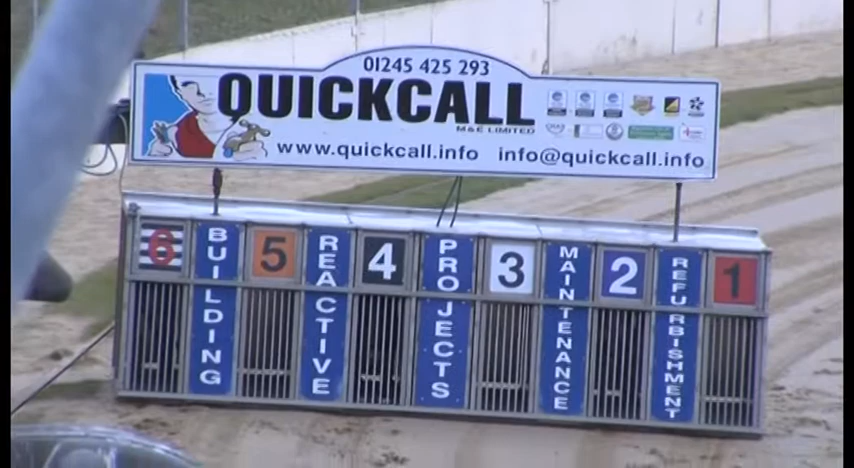 01245 425 293
QUICKCALL
M&E LIMITED
www.quickcall.info
info@quickcall.info
6
BUILDING
5
REACTIVE
4
PROJECTS
3
MAINTENANCE
2
REFURBISHMENT
1